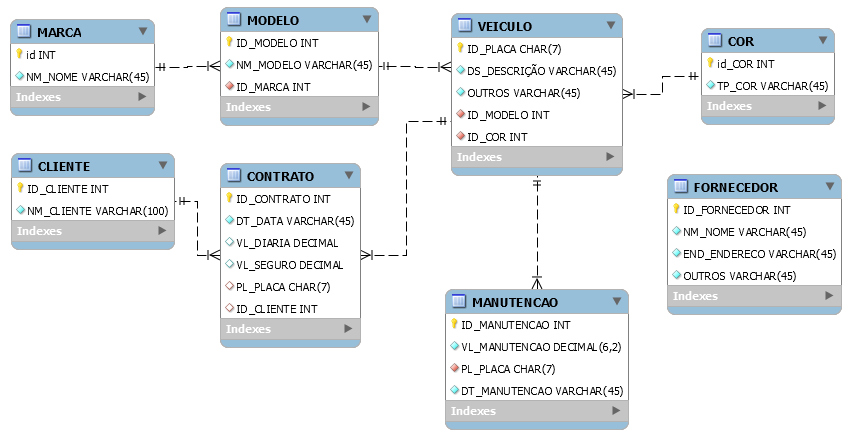 MARCA
id INT
NM_NOME VARCHAR(45)
Indexes
MODELO
ID_MODELO INT
NM_MODELO VARCHAR(45)
ID_MARCA INT
Indexes
VEICULO
ID_PLACA CHAR(7)
DS_DESCRIÇÃO VARCHAR(45)
OUTROS VARCHAR(45)
ID_MODELO INT
ID_COR INT
Indexes
COR
id_COR INT
TP_COR VARCHAR(45)
Indexes
CLIENTE
ID_CLIENTE INT
NM_CLIENTE VARCHAR(100)
Indexes
CONTRATO
ID_CONTRATO INT
DT_DATA VARCHAR(45)
VL_DIARIA DECIMAL
VL_SEGURO DECIMAL
PL_PLACA CHAR(7)
ID_CLIENTE INT
Indexes
FORNECEDOR
ID_FORNECEDOR INT
NM_NOME VARCHAR(45)
END_ENDERECO VARCHAR(45)
OUTROS VARCHAR(45)
Indexes
MANUTENCAO
ID_MANUTENCAO INT
VL_MANUTENCAO DECIMAL(6,2)
PL_PLACA CHAR(7)
DT_MANUTENCAO VARCHAR(45)
Indexes